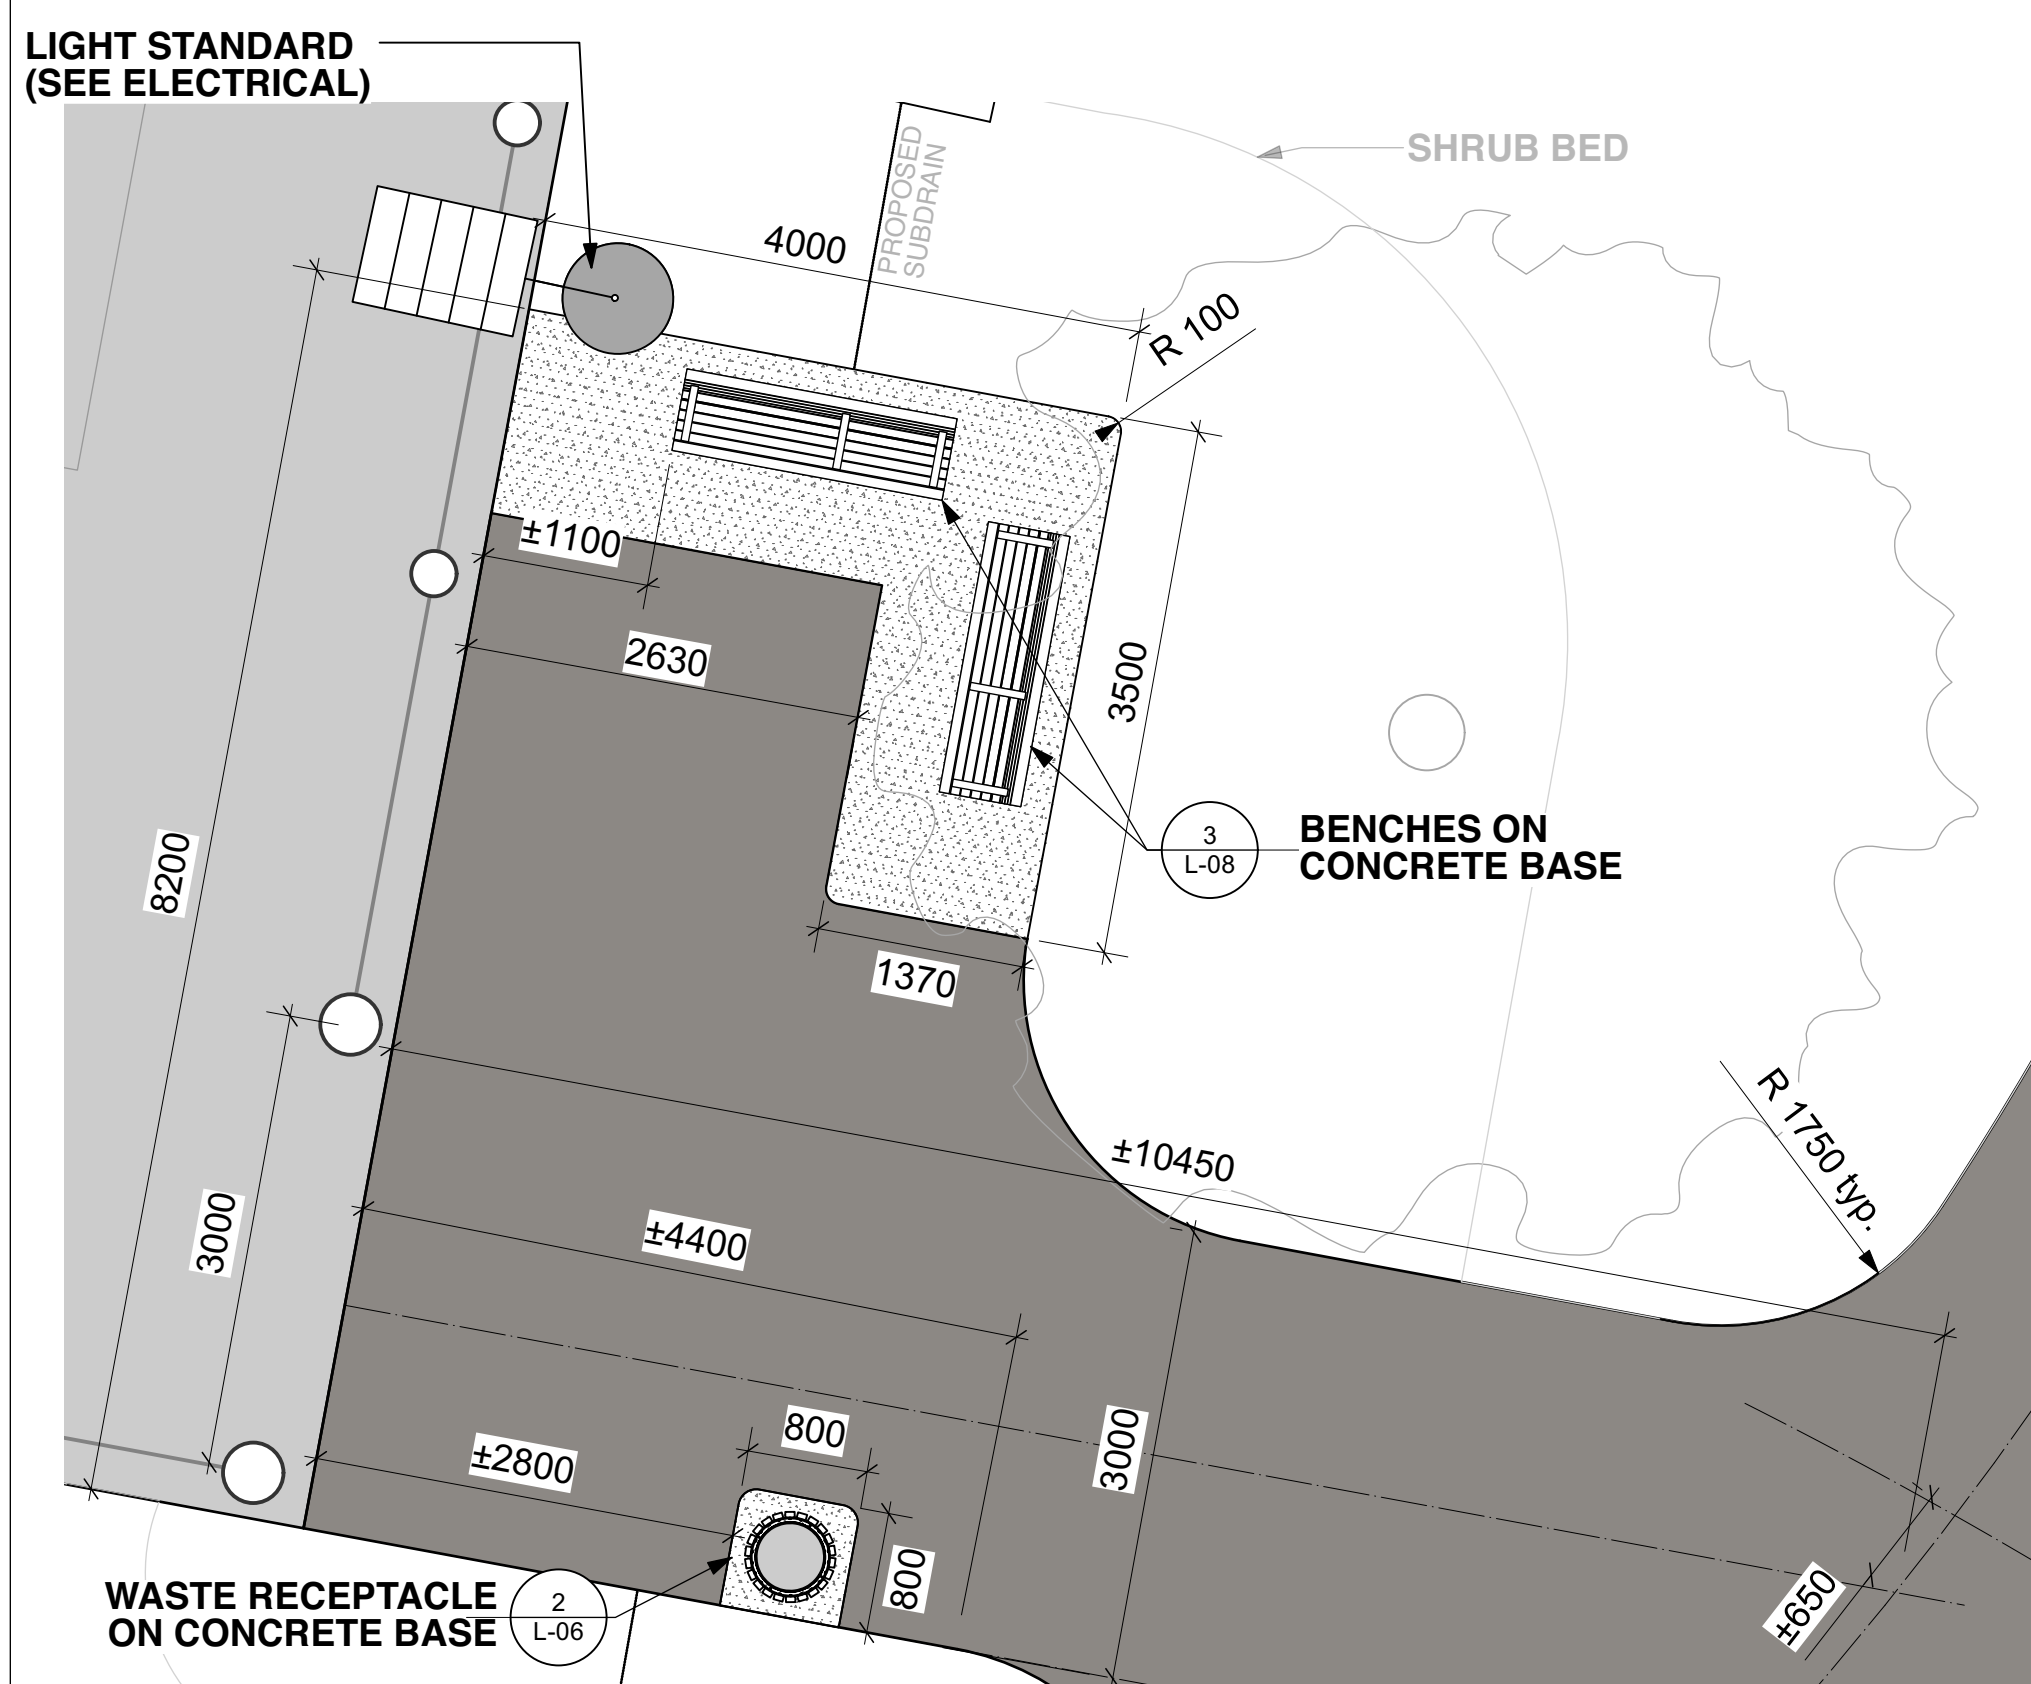 LIGHT STANDARD
(SEE ELECTRICAL)
PROPOSED
SUBDRAIN
SHRUB BED
4000
R 100
±1100
2630
3500
8200
3
L-08
BENCHES ON
CONCRETE BASE
1370
R 1750 typ.
±10450
3000
±4400
800
3000
±2800
800
±650
WASTE RECEPTACLE
ON CONCRETE BASE
2
L-06